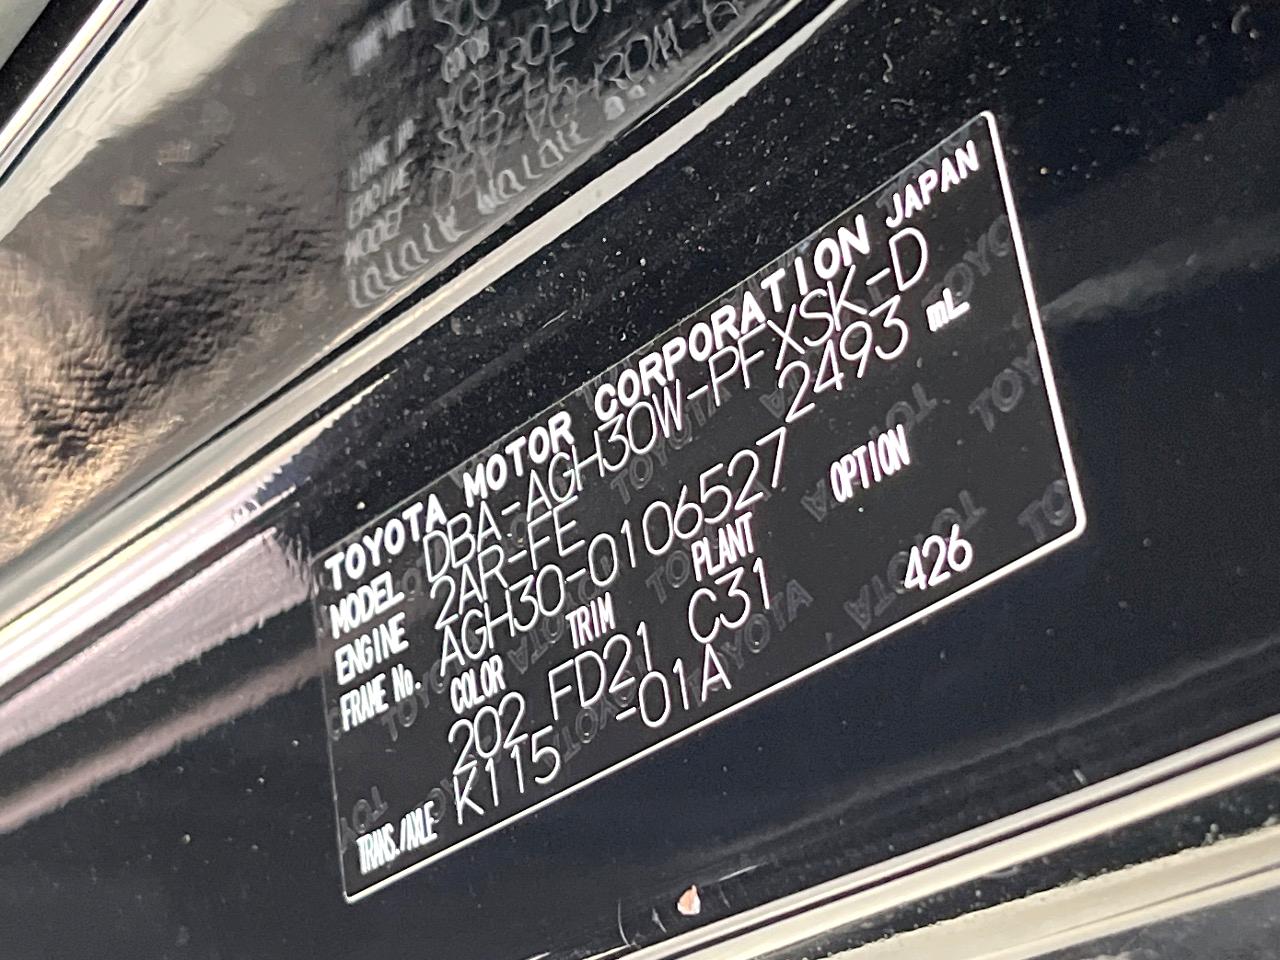 TOYOTA MOTOR CORPORATION JAPAN
MODEL DBA-AGH30W-PFXSK-D
ENGINE 2AR-FE 2493 mL
FRAME No. AGH30-0106527
COLOR TRIM PLANT OPTION
202 FD21 C31 426
TRANS./AXLE K115 -01A